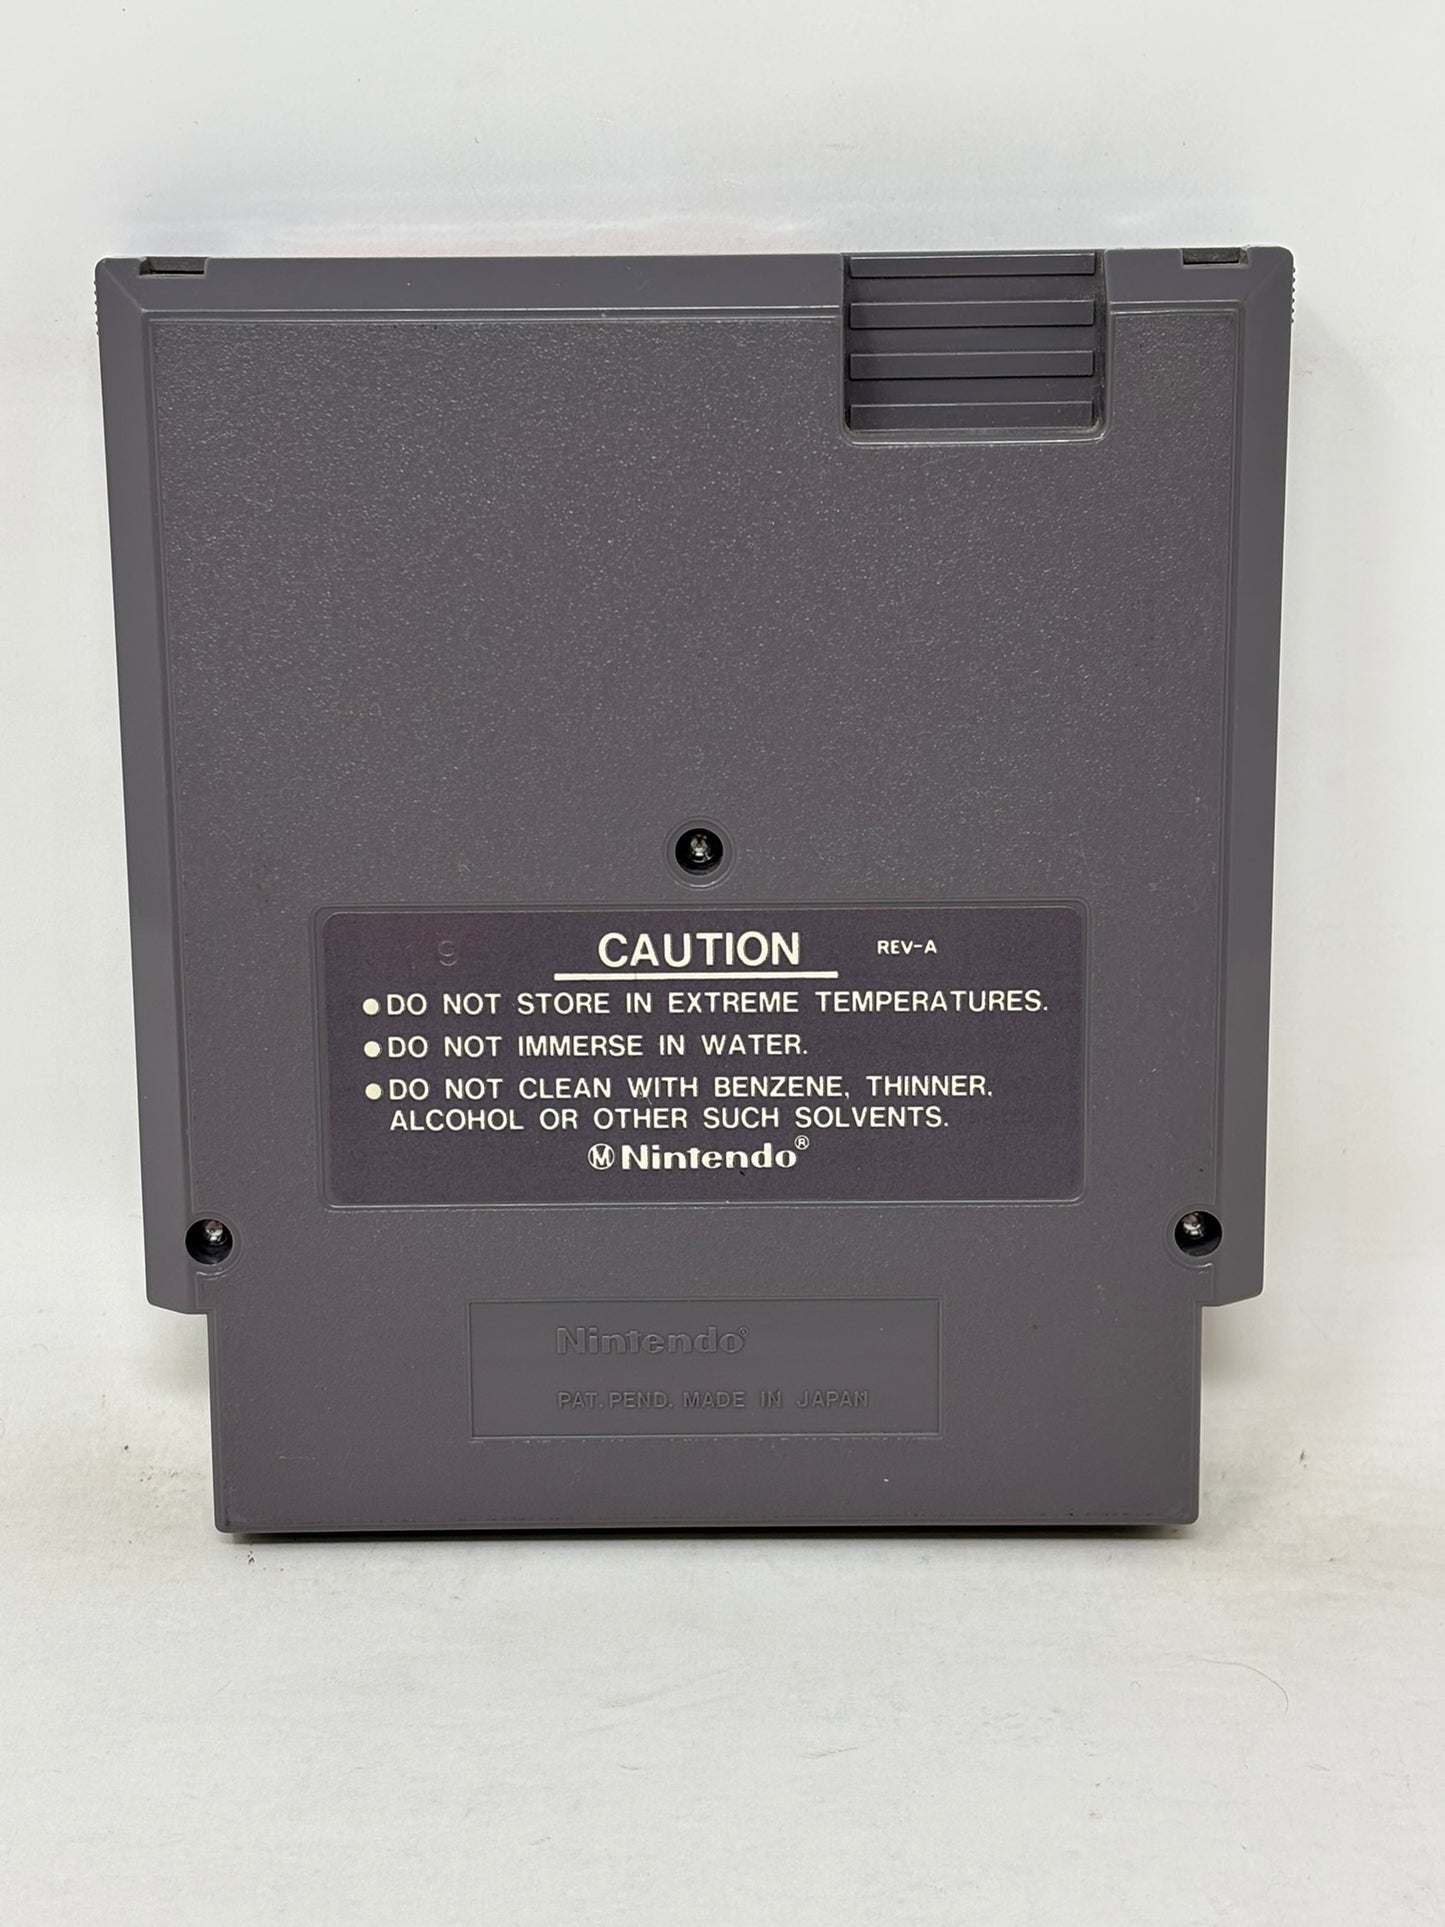 19
CAUTION REV-A
●DO NOT STORE IN EXTREME TEMPERATURES.
●DO NOT IMMERSE IN WATER.
●DO NOT CLEAN WITH BENZENE, THINNER,
ALCOHOL OR OTHER SUCH SOLVENTS.
Ⓜ Nintendo®
Nintendo®
PAT. PEND. MADE IN JAPAN